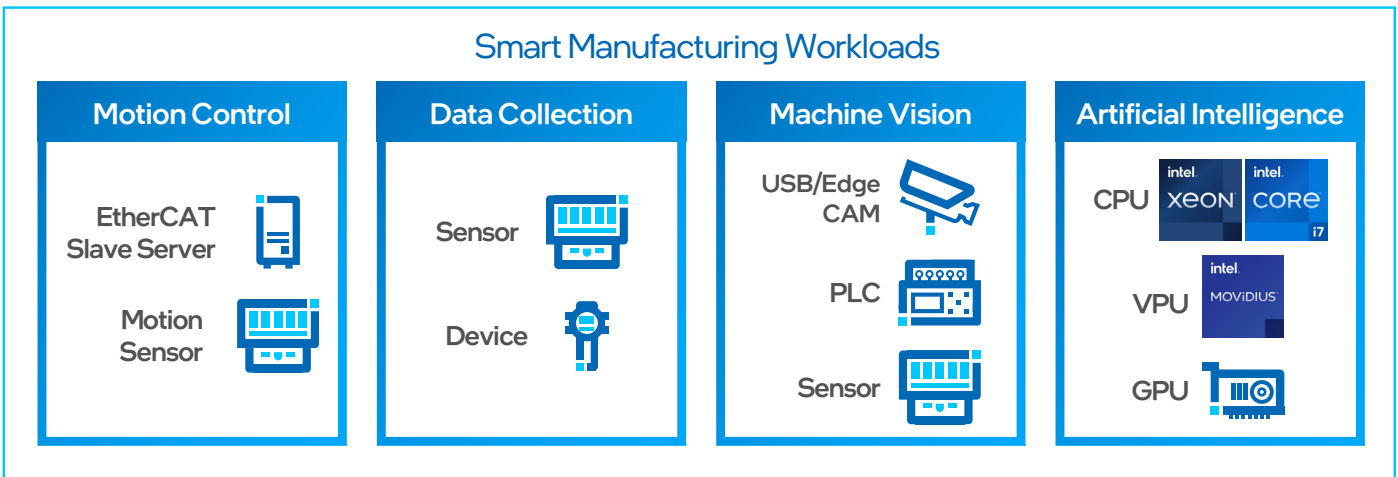 Smart Manufacturing Workloads
Motion Control
EtherCAT
Slave Server
Motion
Sensor
Data Collection
Sensor
Device
Machine Vision
USB/Edge
CAM
PLC
Sensor
Artificial Intelligence
CPU
intel.
XEON
intel.
CORE
i7
VPU
intel.
MOVIDIUS
GPU